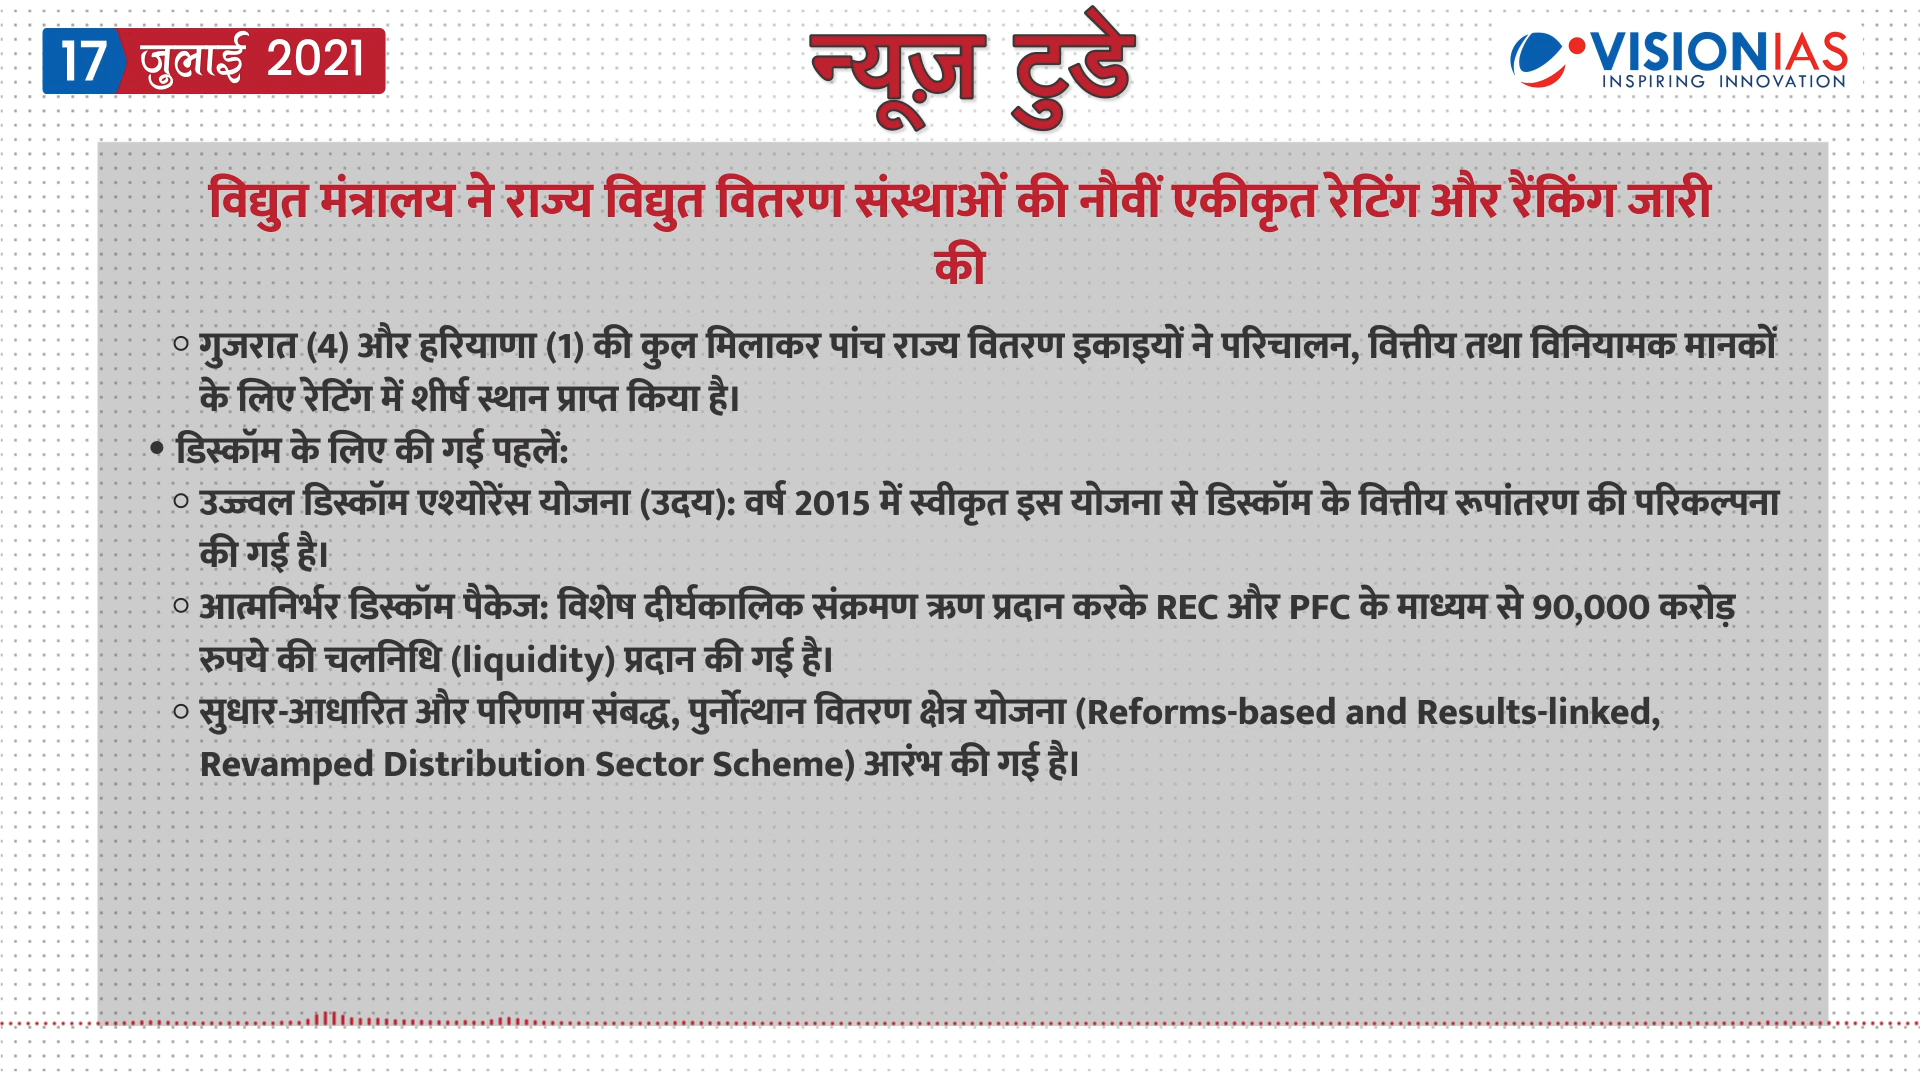 17 जुलाई 2021
न्यूज़ टुडे
VISIONIAS
INSPIRING INNOVATION
विद्युत मंत्रालय ने राज्य विद्युत वितरण संस्थाओं की नौवीं एकीकृत रेटिंग और रैंकिंग जारी
की
○ गुजरात (4) और हरियाणा (1) की कुल मिलाकर पांच राज्य वितरण इकाइयों ने परिचालन, वित्तीय तथा विनियामक मानकों
के लिए रेटिंग में शीर्ष स्थान प्राप्त किया है।
• डिस्कॉम के लिए की गई पहलें:
○ उज्ज्वल डिस्कॉम एश्योरेंस योजना (उदय): वर्ष 2015 में स्वीकृत इस योजना से डिस्कॉम के वित्तीय रूपांतरण की परिकल्पना
की गई है।
○ आत्मनिर्भर डिस्कॉम पैकेज: विशेष दीर्घकालिक संक्रमण ऋण प्रदान करके REC और PFC के माध्यम से 90,000 करोड़
रुपये की चलनिधि (liquidity) प्रदान की गई है।
○ सुधार-आधारित और परिणाम संबद्ध, पुर्नोत्थान वितरण क्षेत्र योजना (Reforms-based and Results-linked,
Revamped Distribution Sector Scheme) आरंभ की गई है।